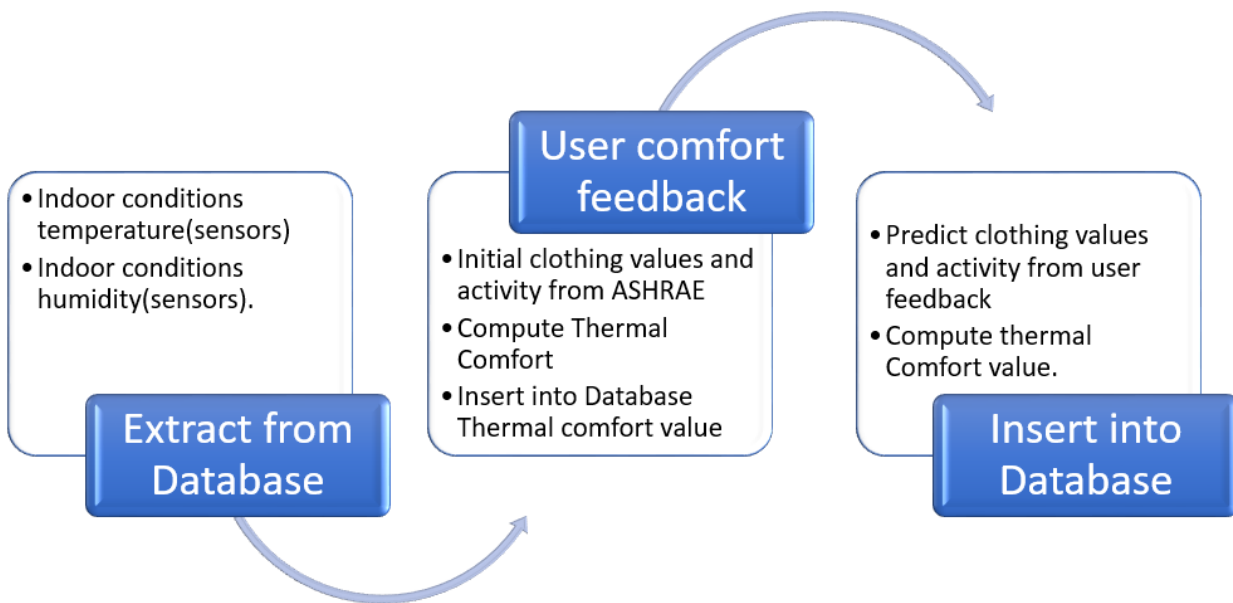 • Indoor conditions
temperature(sensors)
• Indoor conditions
humidity(sensors).
Extract from
Database
User comfort
feedback
• Initial clothing values and
activity from ASHRAE
• Compute Thermal
Comfort
• Insert into Database
Thermal comfort value
• Predict clothing values
and activity from user
feedback
• Compute thermal
Comfort value.
Insert into
Database